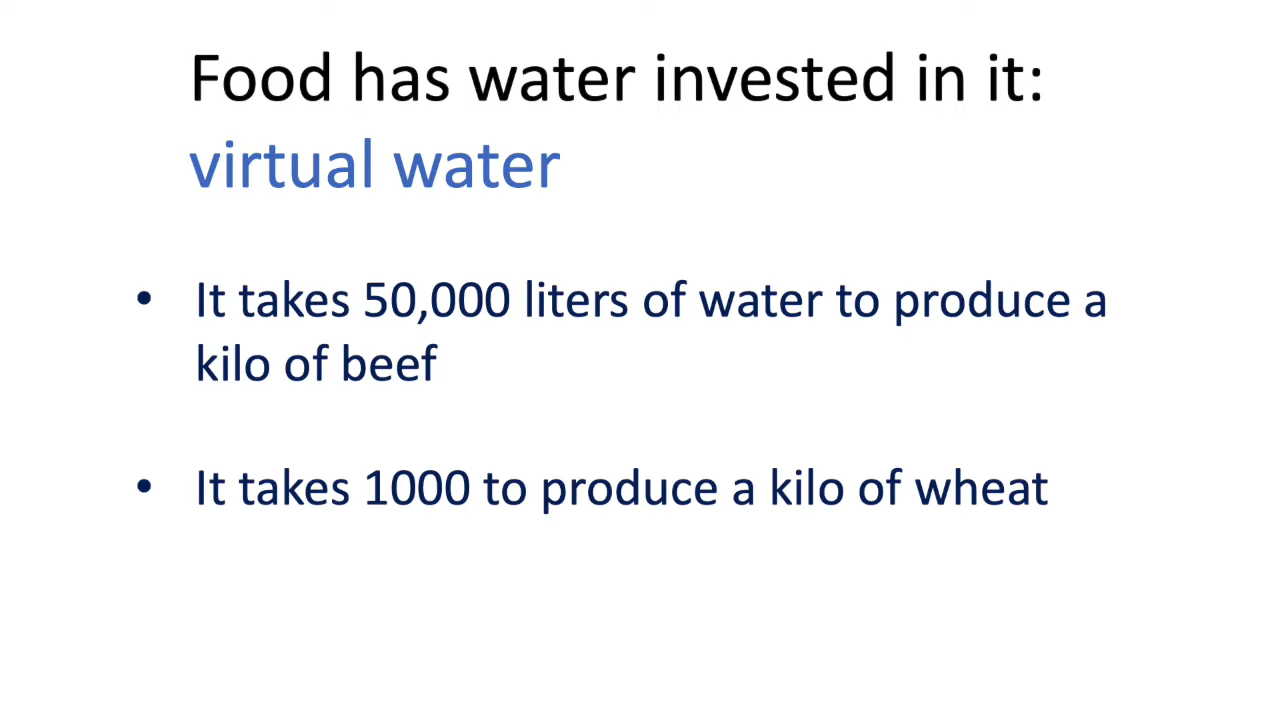 Food has water invested in it:
virtual water
• It takes 50,000 liters of water to produce a
kilo of beef
• It takes 1000 to produce a kilo of wheat